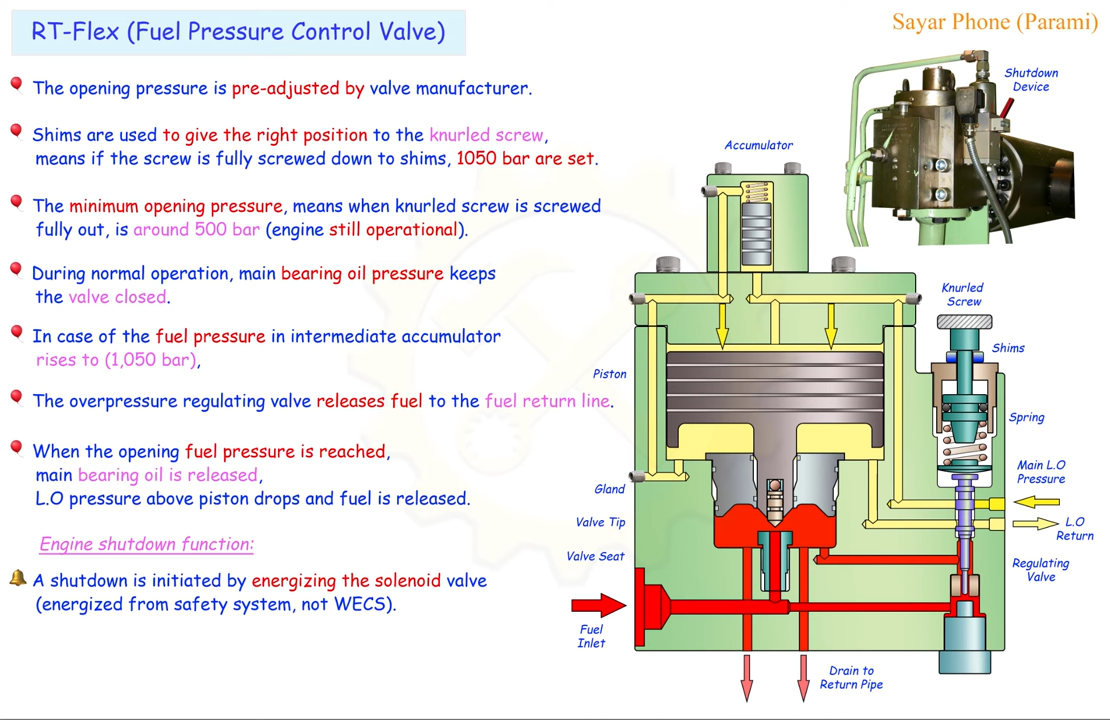 RT-Flex (Fuel Pressure Control Valve)
Sayar Phone (Parami)
The opening pressure is pre-adjusted by valve manufacturer.
Shims are used to give the right position to the knurled screw,
means if the screw is fully screwed down to shims, 1050 bar are set.
The minimum opening pressure, means when knurled screw is screwed
fully out, is around 500 bar (engine still operational).
During normal operation, main bearing oil pressure keeps
the valve closed.
In case of the fuel pressure in intermediate accumulator
rises to (1,050 bar),
The overpressure regulating valve releases fuel to the fuel return line.
When the opening fuel pressure is reached,
main bearing oil is released,
L.O pressure above piston drops and fuel is released.
Engine shutdown function:
A shutdown is initiated by energizing the solenoid valve
(energized from safety system, not WECS).
Shutdown
Device
Accumulator
Knurled
Screw
Shims
Piston
Spring
Main L.O
Pressure
Gland
Valve Tip
L.O
Return
Valve Seat
Regulating
Valve
Fuel
Inlet
Drain to
Return Pipe